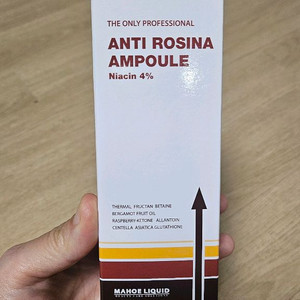 THE ONLY PROFESSIONAL
ANTI ROSINA
AMPOULE
Niacin 4%
THERMAL FRUCTAN BETAINE
BERGAMOT FRUIT OIL
RASPBERRY-KETONE ALLANTOIN
CENTELLA ASIATICA GLUTATHIONE
MAHOE LIQUID